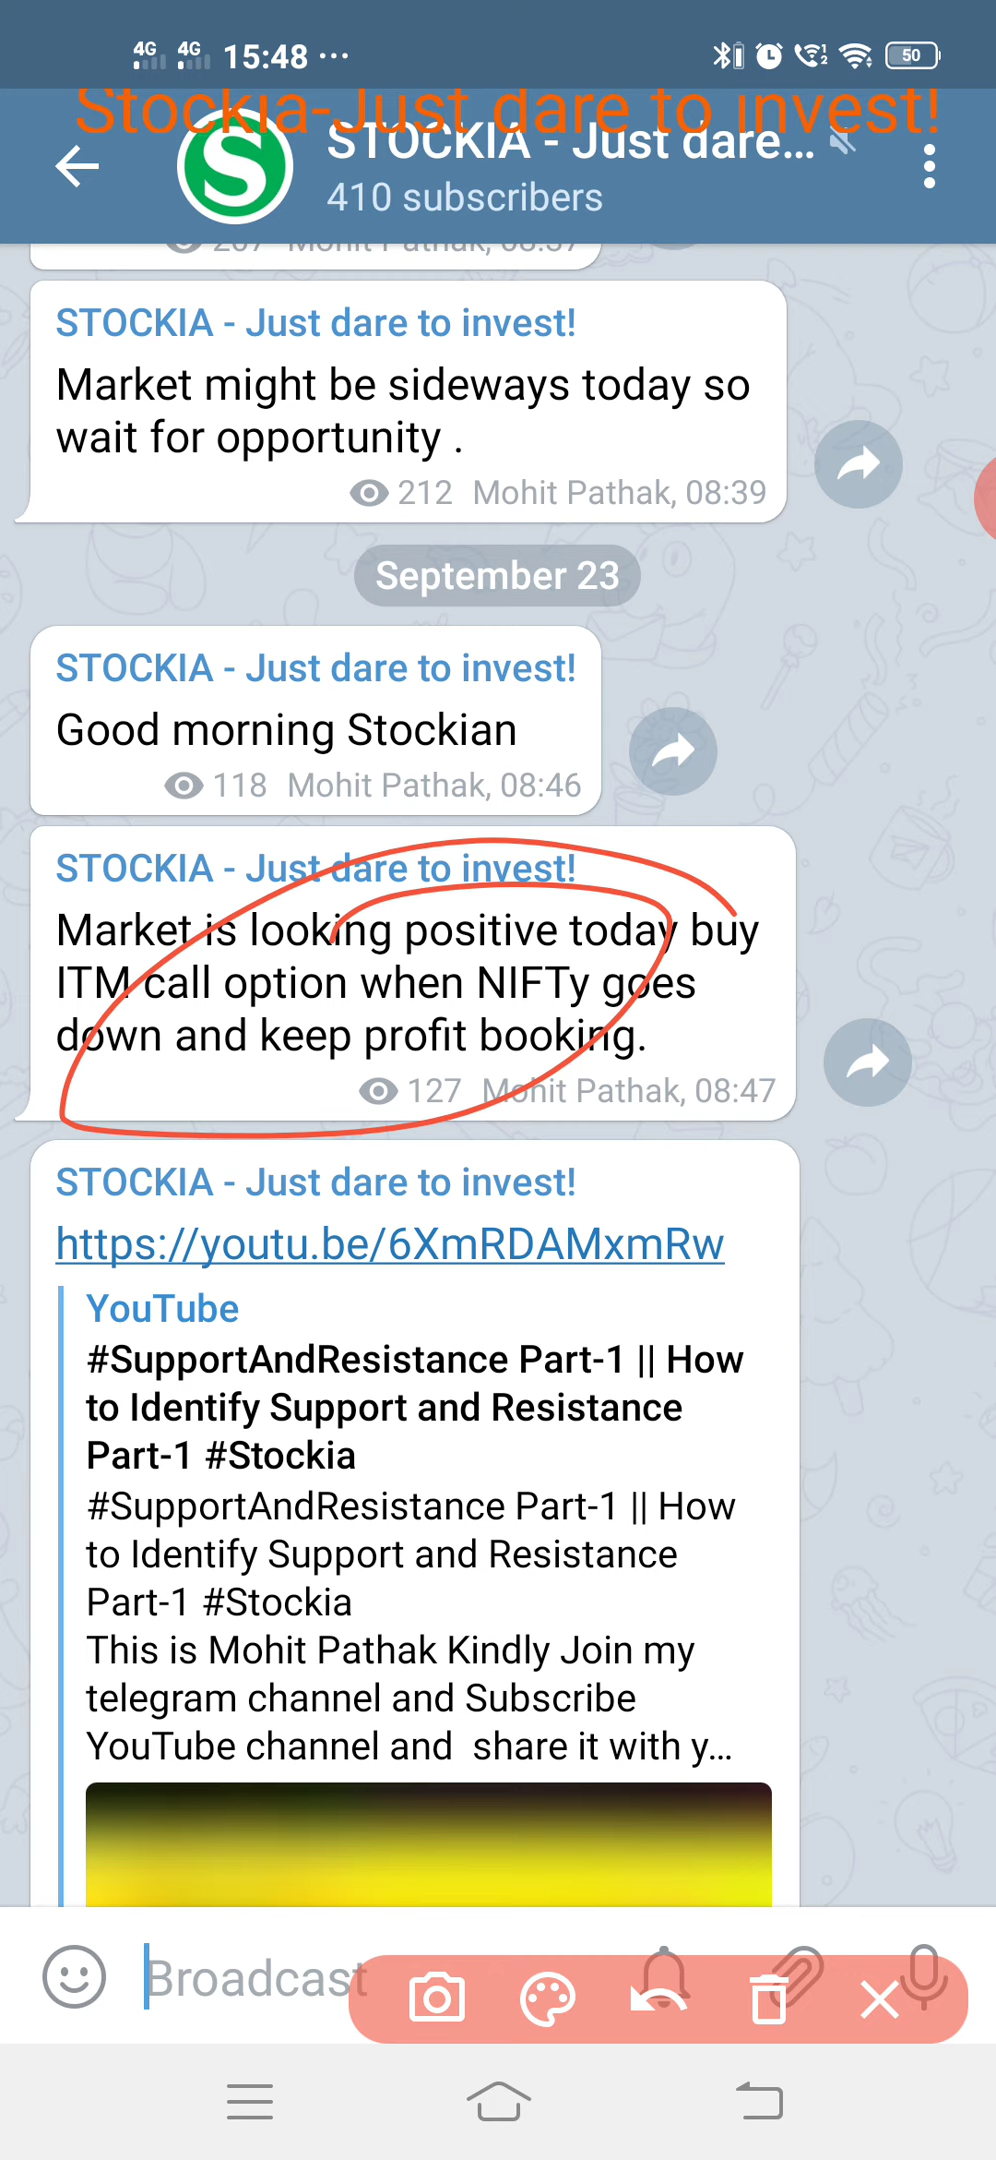 4G 4G 15:48 ... 50
Stockia-Just dare to invest!
STOCKIA - Just dare...
410 subscribers
207 Mohit Pathak, 08:37
STOCKIA - Just dare to invest!
Market might be sideways today so
wait for opportunity .
212 Mohit Pathak, 08:39
September 23
STOCKIA - Just dare to invest!
Good morning Stockian
118 Mohit Pathak, 08:46
STOCKIA - Just dare to invest!
Market is looking positive today buy
ITM call option when NIFTy goes
down and keep profit booking.
127 Mohit Pathak, 08:47
STOCKIA - Just dare to invest!
https://youtu.be/6XmRDAMxmRw
YouTube
#SupportAndResistance Part-1 || How
to Identify Support and Resistance
Part-1 #Stockia
#SupportAndResistance Part-1 || How
to Identify Support and Resistance
Part-1 #Stockia
This is Mohit Pathak Kindly Join my
telegram channel and Subscribe
YouTube channel and  share it with y...
Broadcast